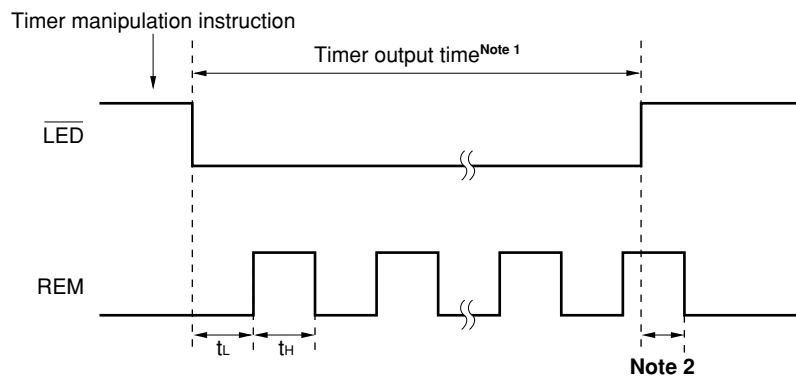 Timer manipulation instruction
Timer output timeNote 1
LED
REM
tL
tH
Note 2